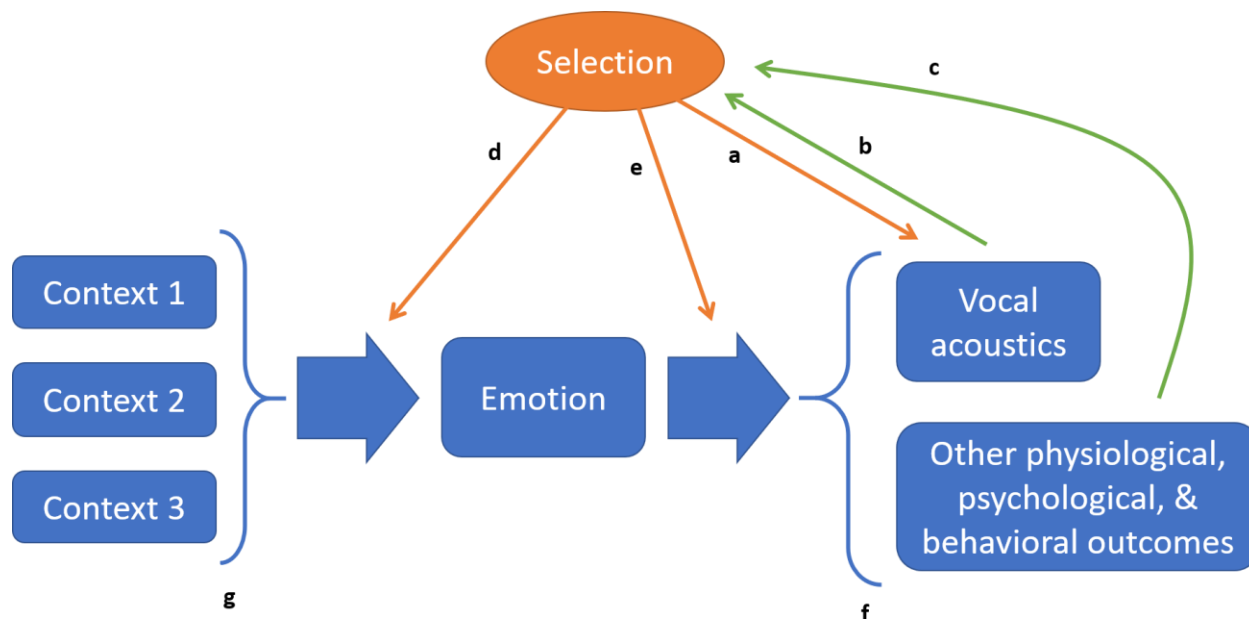 Selection
c
d
e
a
b
Context 1
Context 2
Context 3
Emotion
Vocal
acoustics
Other physiological,
psychological, &
behavioral outcomes
g
f